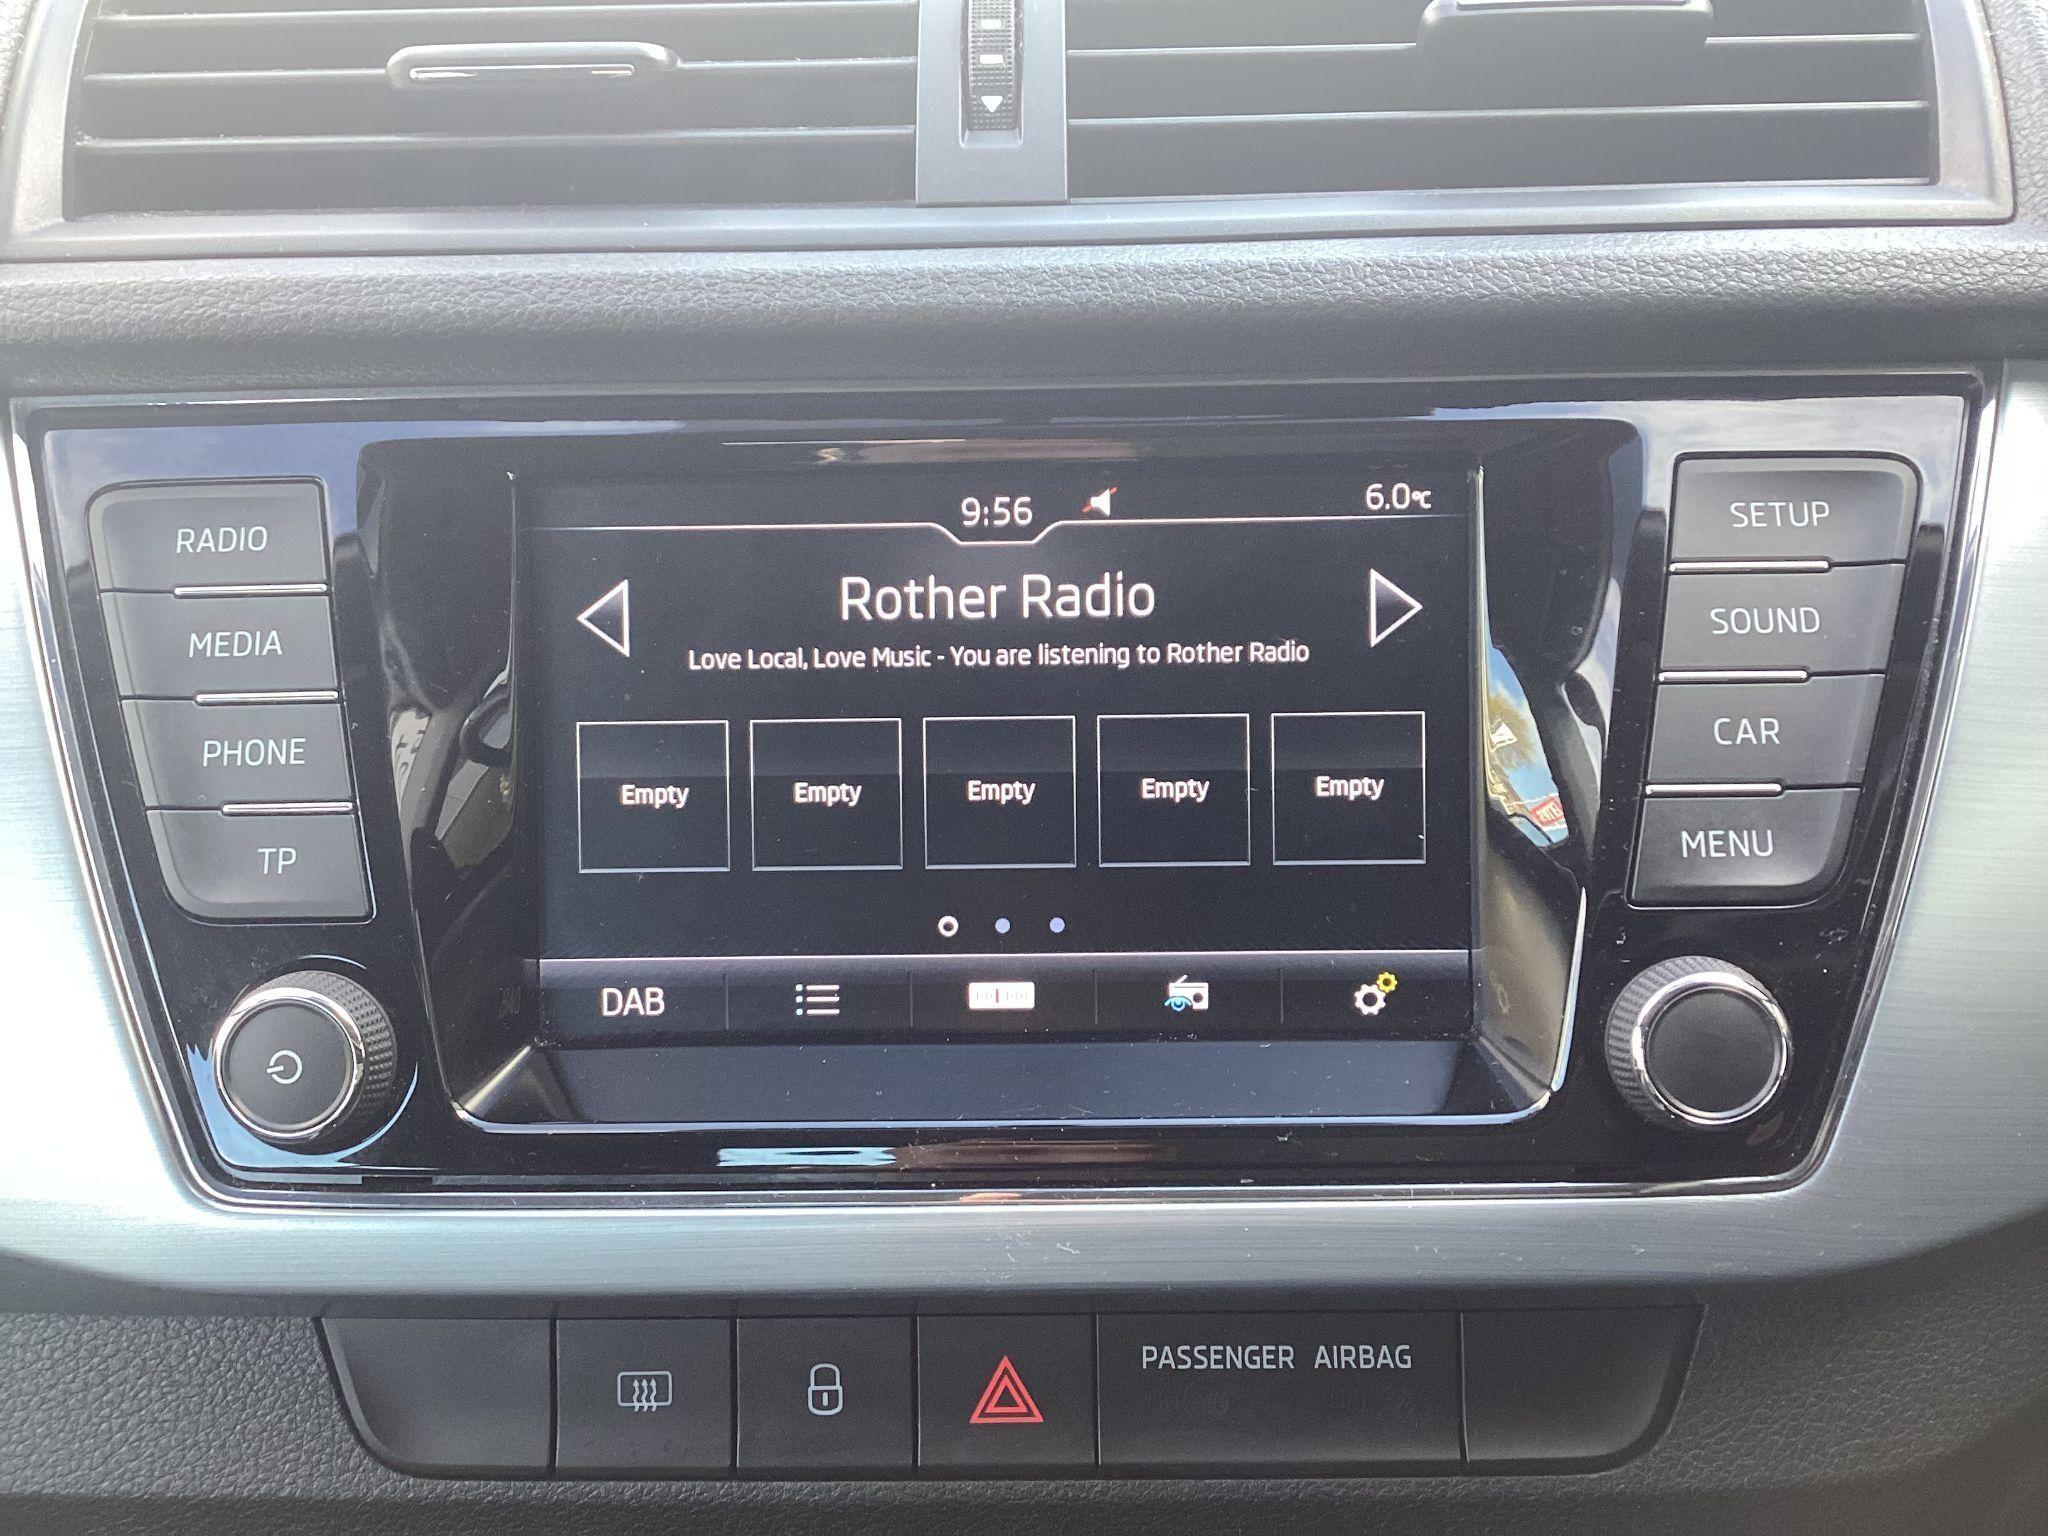 9:56
6.0°C
RADIO
MEDIA
PHONE
TP
Rother Radio
Love Local, Love Music - You are listening to Rother Radio
Empty
Empty
Empty
Empty
Empty
DAB
SETUP
SOUND
CAR
MENU
PASSENGER AIRBAG